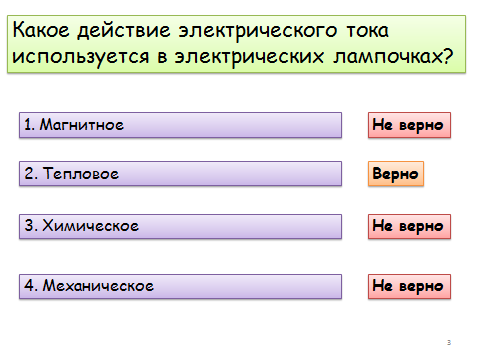 Какое действие электрического тока
используется в электрических лампочках?
1. Магнитное
Не верно
2. Тепловое
Верно
3. Химическое
Не верно
4. Механическое
Не верно
3